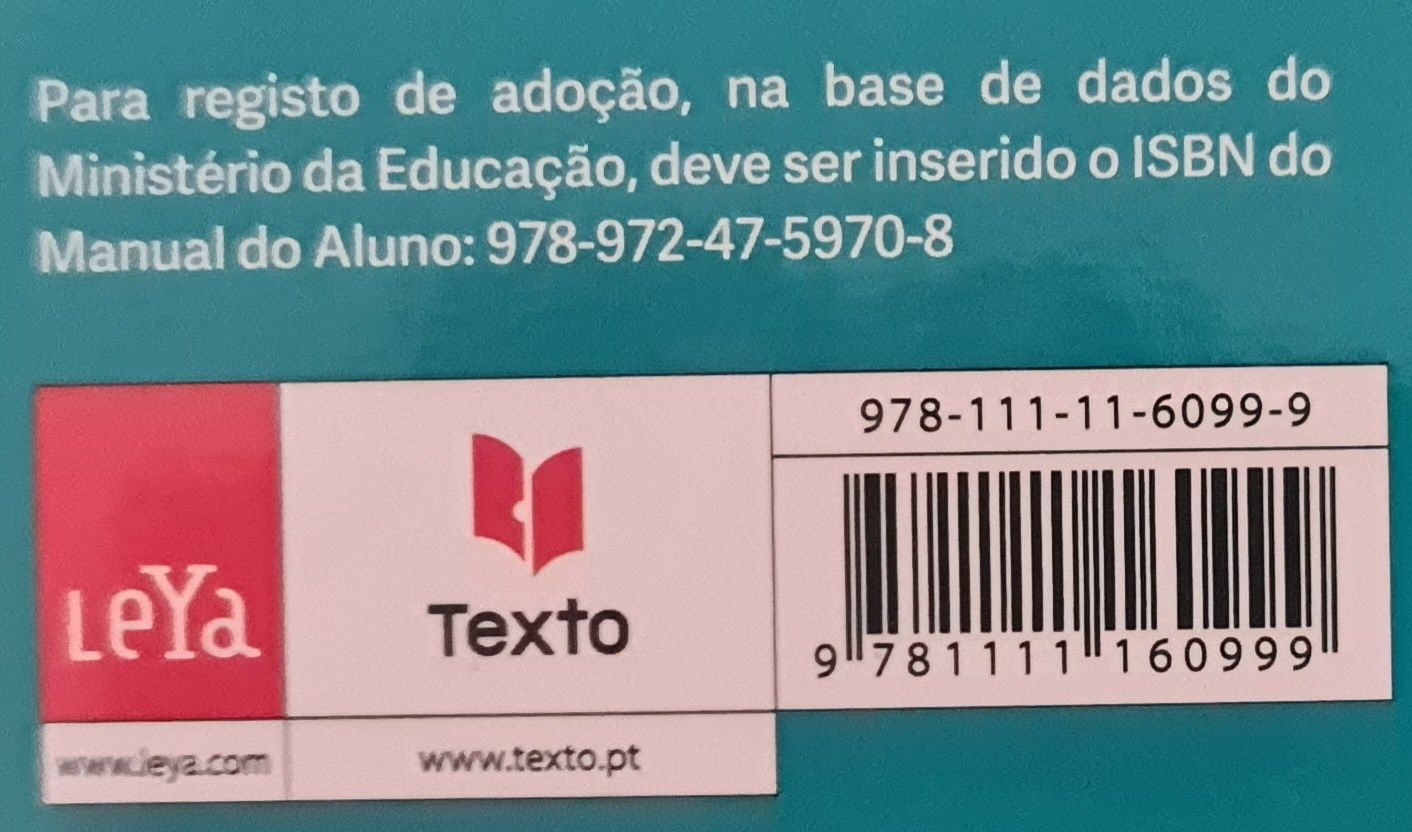 Para registo de adoção, na base de dados do
Ministério da Educação, deve ser inserido o ISBN do
Manual do Aluno: 978-972-47-5970-8
LeYa
Texto
978-111-11-6099-9
9 781111 160999
www.leya.com
www.texto.pt